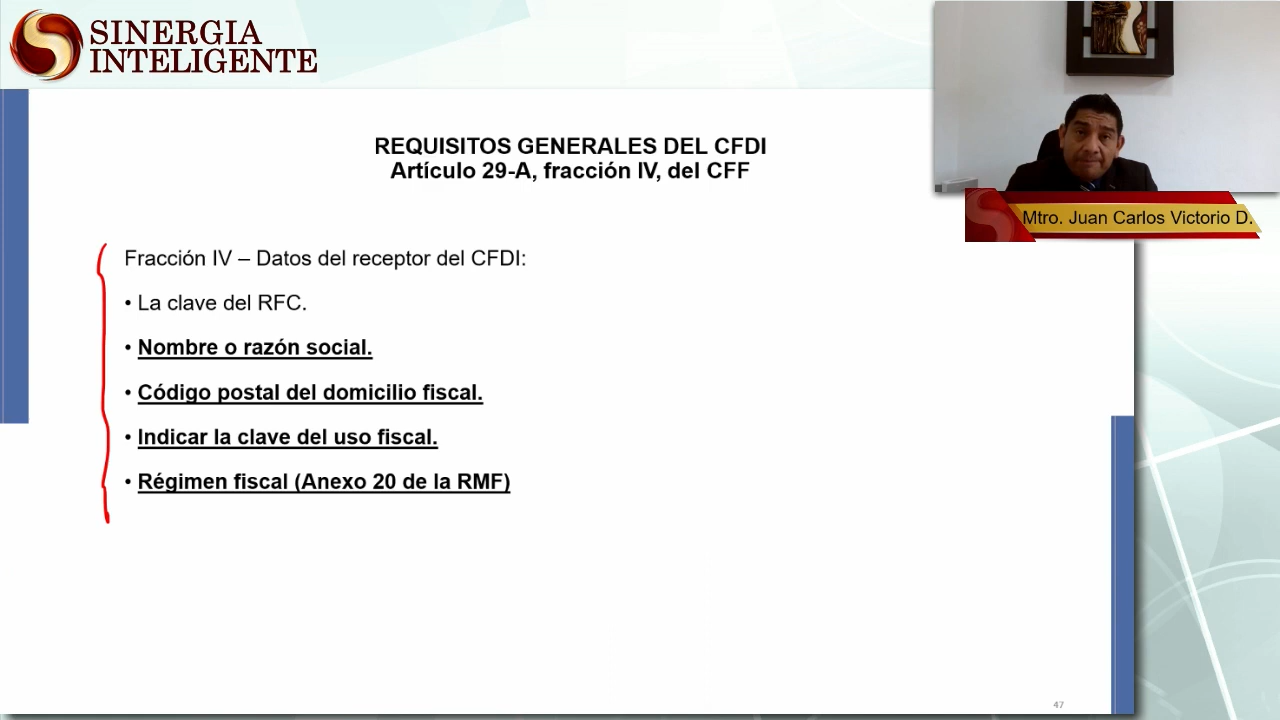 SINERGIA
INTELIGENTE
REQUISITOS GENERALES DEL CFDI
Artículo 29-A, fracción IV, del CFF
Mtro. Juan Carlos Victorio D.
Fracción IV – Datos del receptor del CFDI:
• La clave del RFC.
• Nombre o razón social.
• Código postal del domicilio fiscal.
• Indicar la clave del uso fiscal.
• Régimen fiscal (Anexo 20 de la RMF)
47